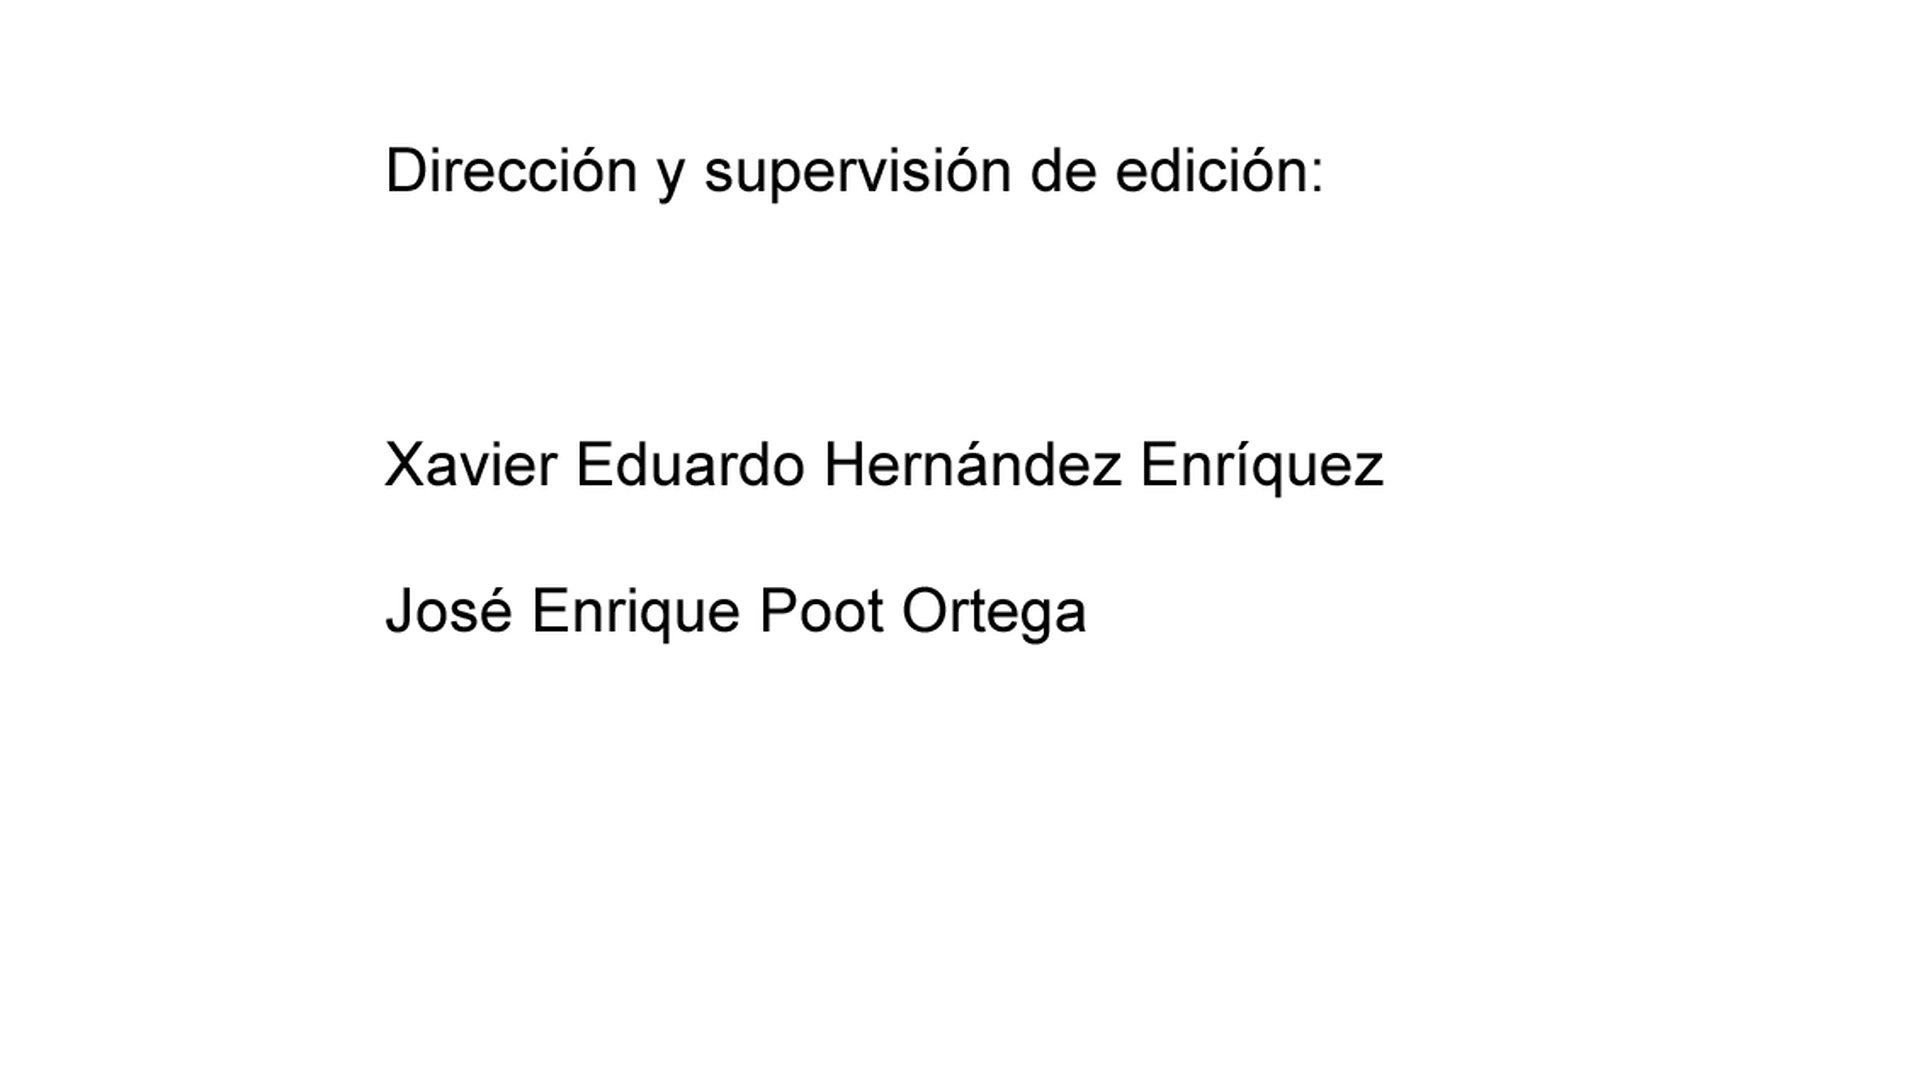 Dirección y supervisión de edición:
Xavier Eduardo Hernández Enríquez
José Enrique Poot Ortega